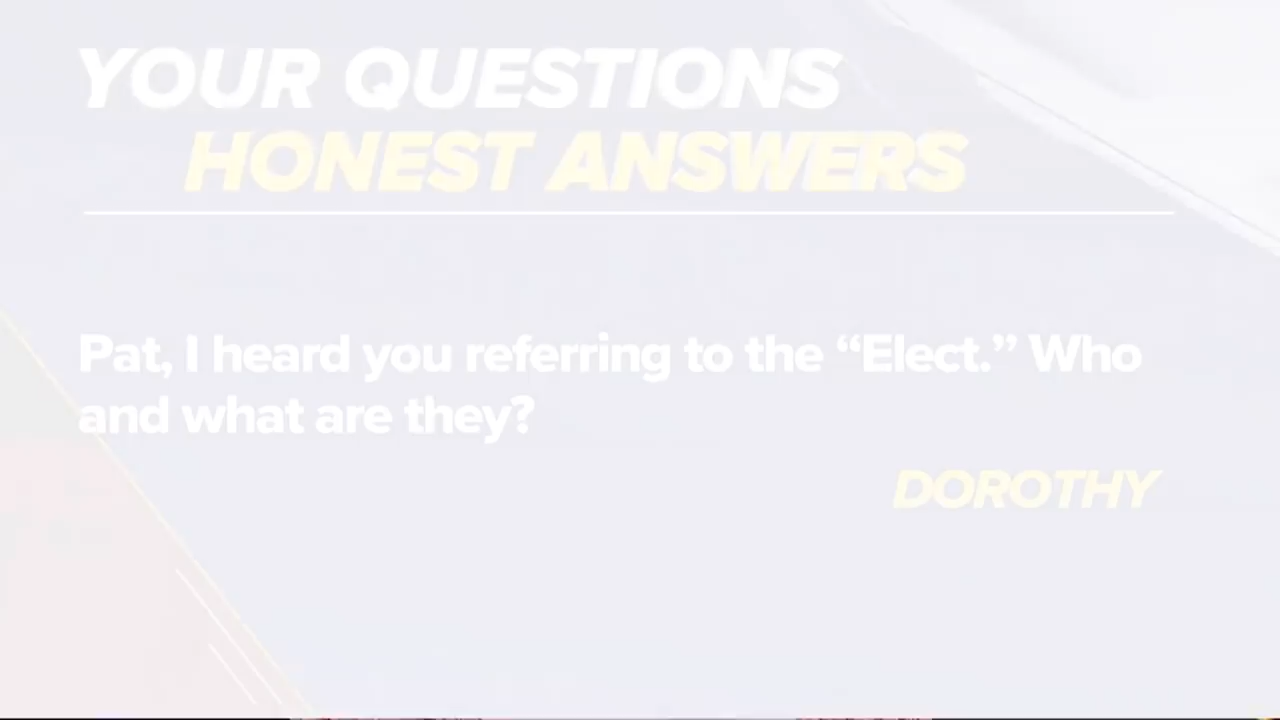 YOUR QUESTIONS
HONEST ANSWERS
Pat, I heard you referring to the “Elect.” Who
and what are they?
DOROTHY